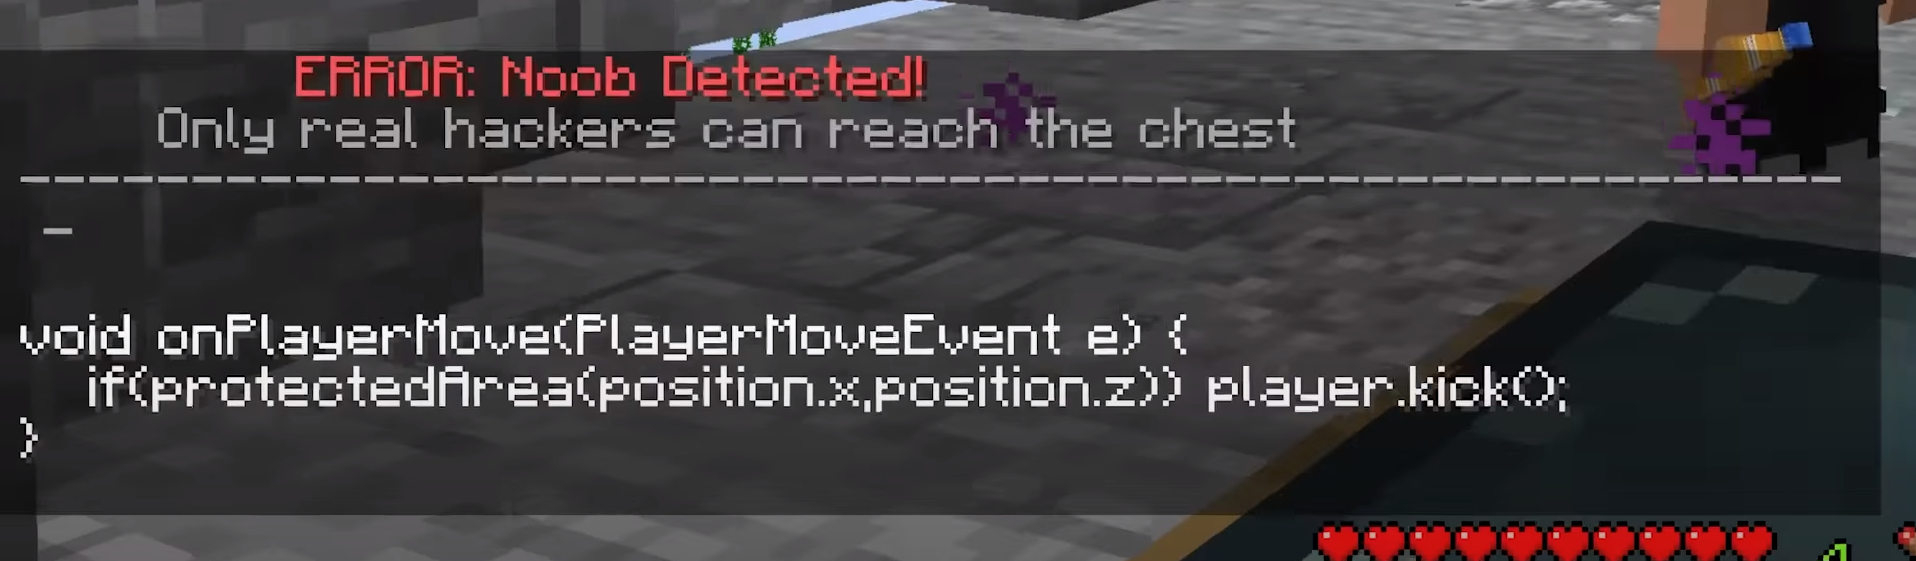 ERROR: Noob Detected!
Only real hackers can reach the chest
------------------------------------------------------
-
void onPlayerMove(PlayerMoveEvent e) {
if(protectedArea(position.x,position.z)) player.kick();
}
4